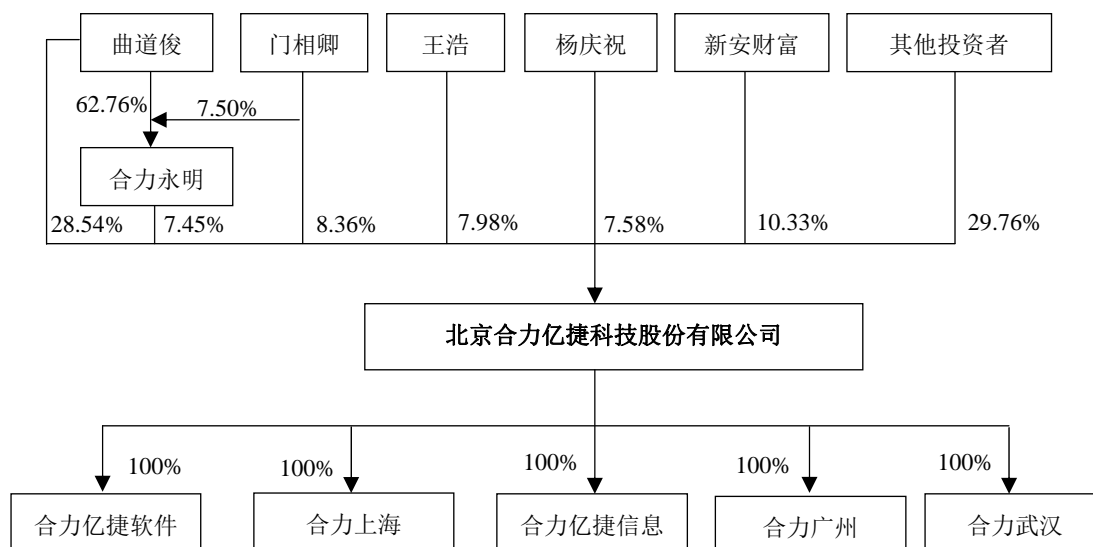 曲道俊 门相卿 王浩 杨庆祝 新安财富 其他投资者
62.76% 7.50%
合力永明
28.54% 7.45% 8.36% 7.98% 7.58% 10.33% 29.76%
北京合力亿捷科技股份有限公司
100% 100% 100% 100% 100%
合力亿捷软件 合力上海 合力亿捷信息 合力广州 合力武汉